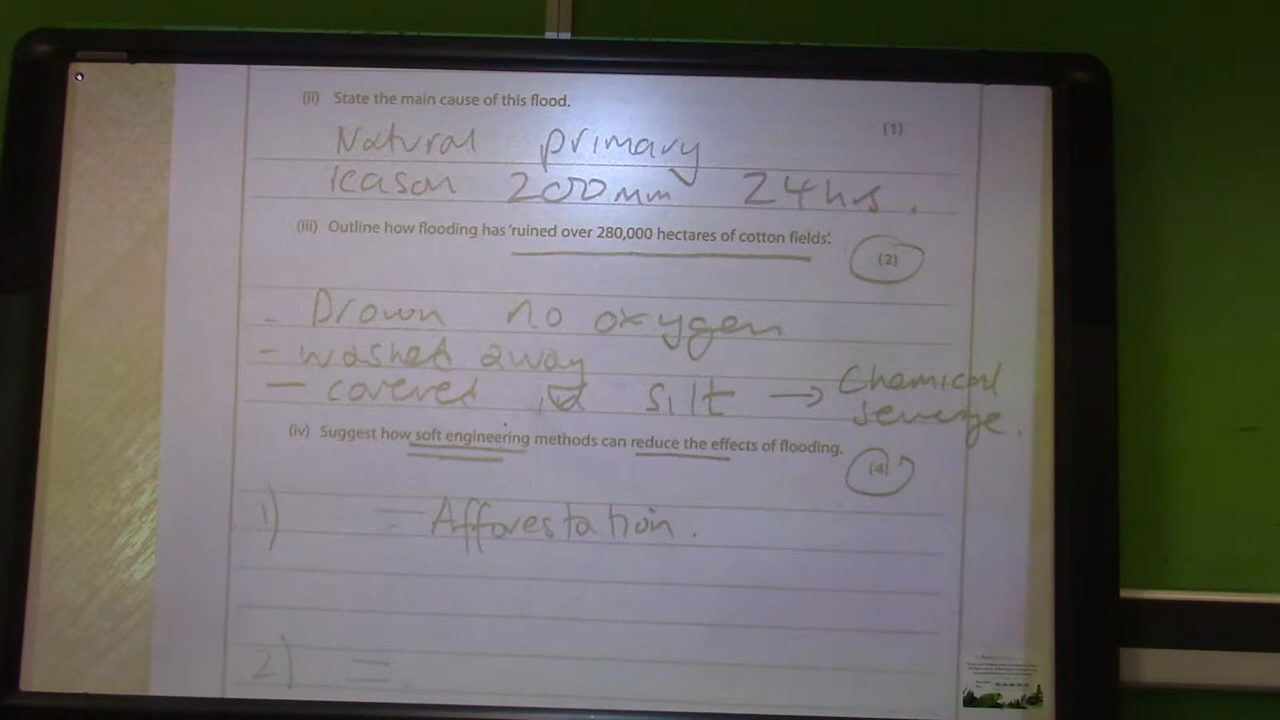 (ii) State the main cause of this flood.
(1)
Natural primary
reason 200mm 24hrs.
(iii) Outline how flooding has 'ruined over 280,000 hectares of cotton fields'.
(2)
- Drown no oxygen
- washed away
- covered silt → Chemical
sewerage.
(iv) Suggest how soft engineering methods can reduce the effects of flooding.
(4)
1) = Afforestation.
2) =